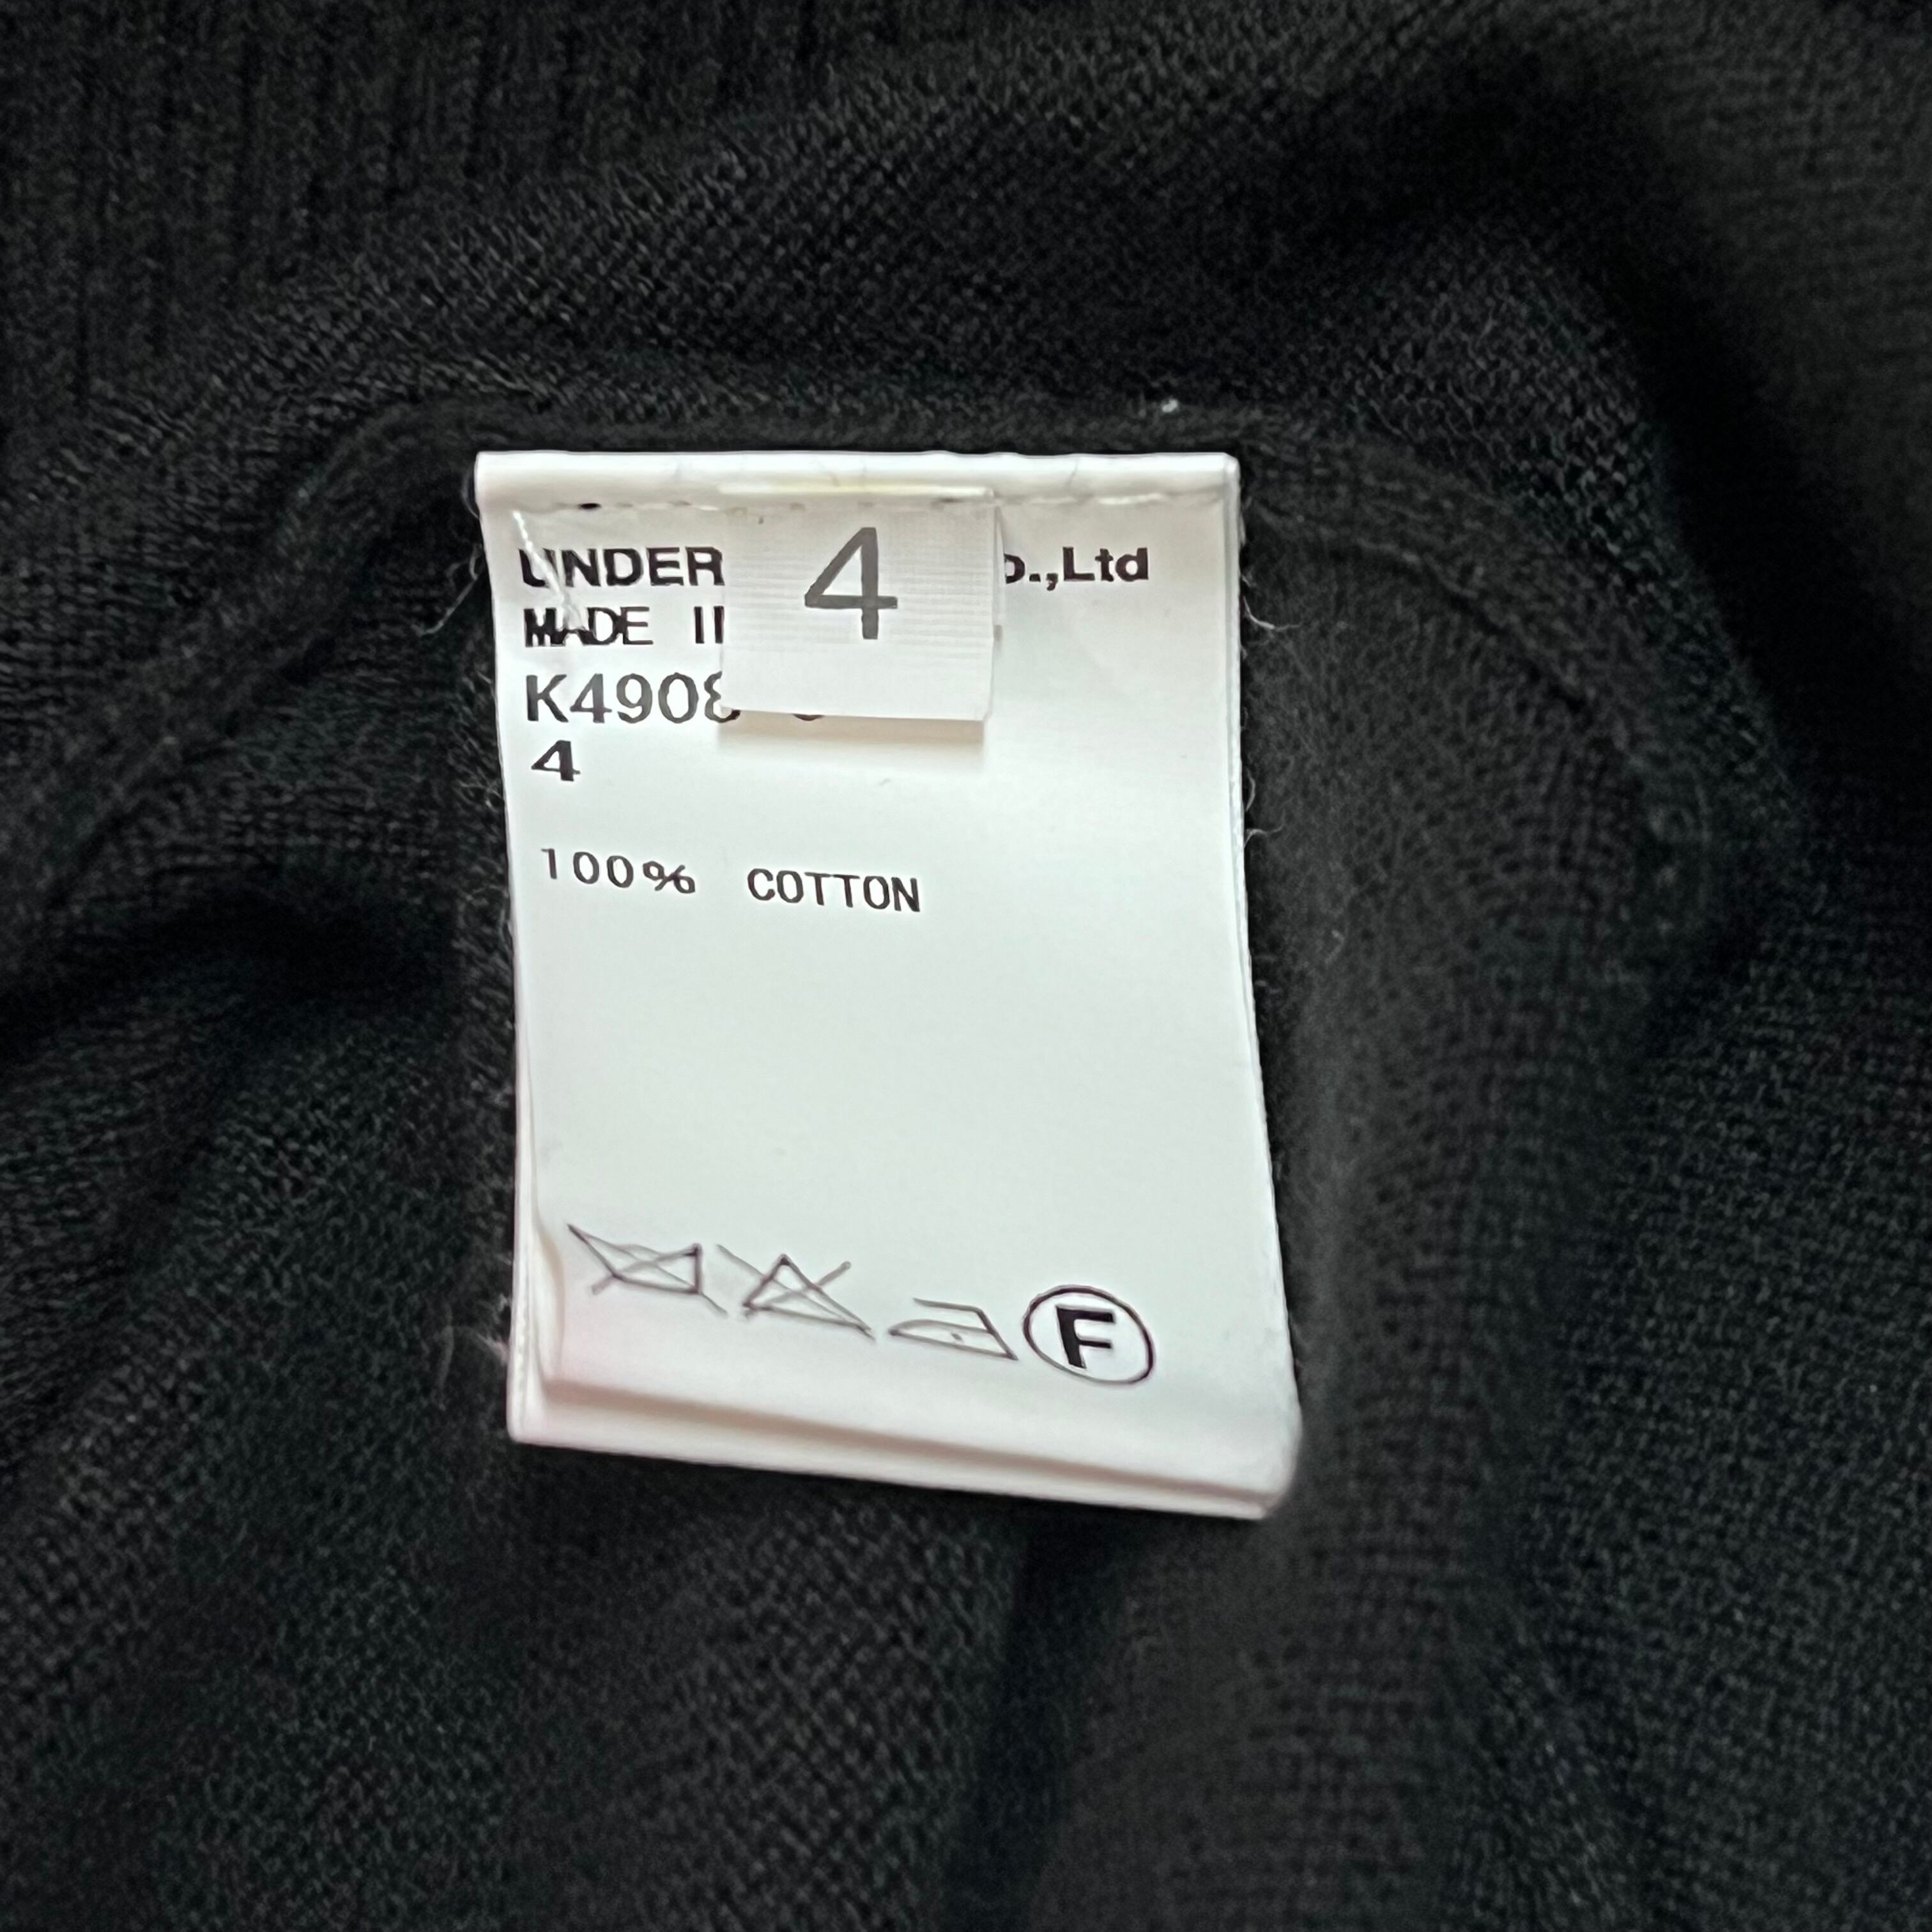 4
UNDER
.,Ltd
MADE
K4908
4
100% COTTON
F